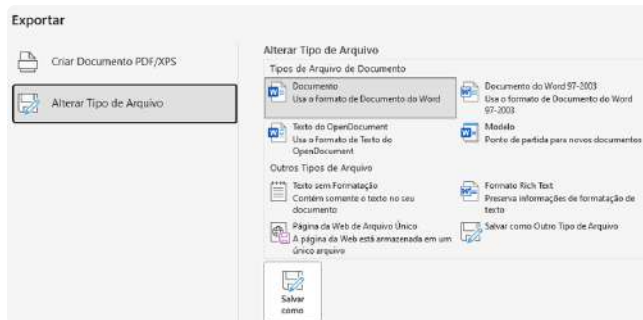 Exportar
Criar Documento PDF/XPS
Alterar Tipo de Arquivo
Alterar Tipo de Arquivo
Tipos de Arquivo de Documento
Documento
Usa o formato de Documento do Word
Documento do Word 97-2003
Usa o formato de Documento do Word
97-2003
Texto do OpenDocument
Usa o formato de Texto do
OpenDocument
Modelo
Ponto de partida para novos documentos
Outros Tipos de Arquivo
Texto sem Formatação
Contém somente o texto no seu
documento
Formato Rich Text
Preserva informações de formatação de
texto
Página da Web de Arquivo Único
A página da Web está armazenada em um
único arquivo
Salvar como Outro Tipo de Arquivo
Salvar
como